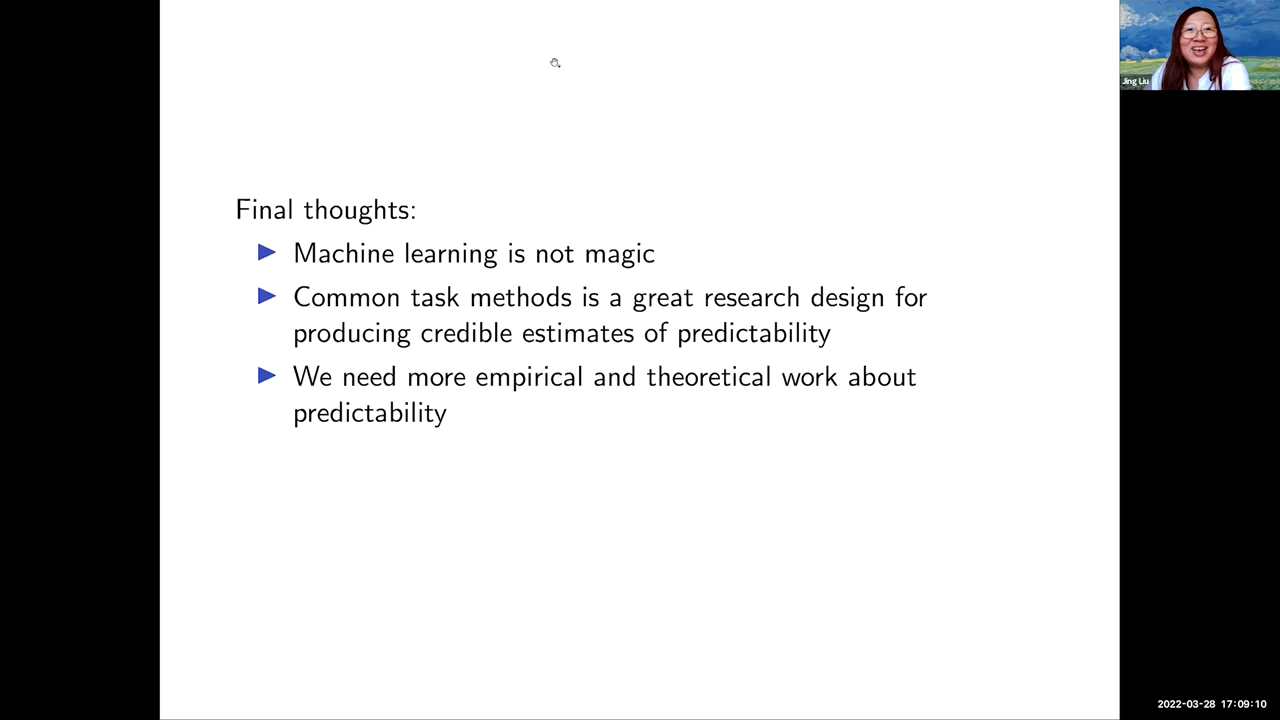 Jing Liu
Final thoughts:
Machine learning is not magic
Common task methods is a great research design for
producing credible estimates of predictability
We need more empirical and theoretical work about
predictability
2022-03-28 17:09:10